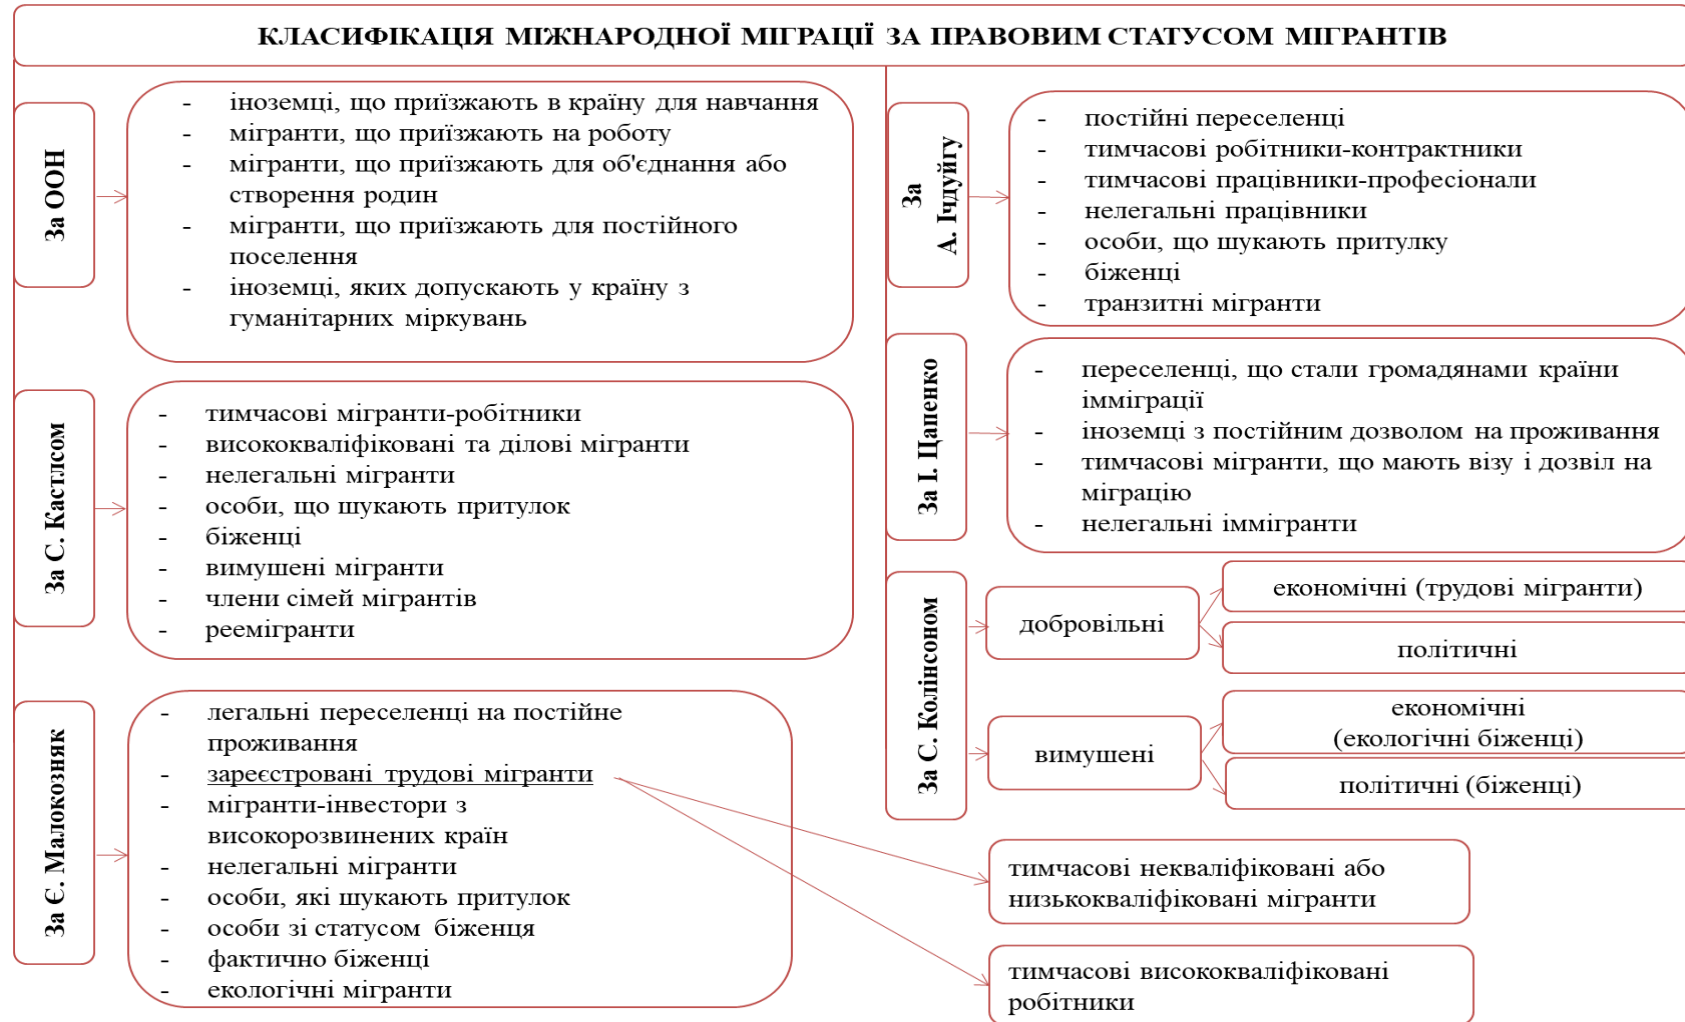 КЛАСИФІКАЦІЯ МІЖНАРОДНОЇ МІГРАЦІЇ ЗА ПРАВОВИМ СТАТУСОМ МІГРАНТІВ
За ООН
- іноземці, що приїзжають в країну для навчання
- мігранти, що приїзжають на роботу
- мігранти, що приїзжають для об'єднання або
створення родин
- мігранти, що приїзжають для постійного
поселення
- іноземці, яких допускають у країну з
гуманітарних міркувань
За С. Кастлсом
- тимчасові мігранти-робітники
- висококваліфіковані та ділові мігранти
- нелегальні мігранти
- особи, що шукають притулок
- біженці
- вимушені мігранти
- члени сімей мігрантів
- реемігранти
За Є. Малокозняк
- легальні переселенці на постійне
проживання
- зареєстровані трудові мігранти
- мігранти-інвестори з
високорозвинених країн
- нелегальні мігранти
- особи, які шукають притулок
- особи зі статусом біженця
- фактично біженці
- екологічні мігранти
тимчасові некваліфіковані або
низькокваліфіковані мігранти
тимчасові висококваліфіковані
робітники
За
А. Ічдуйгу
- постійні переселенці
- тимчасові робітники-контрактники
- тимчасові працівники-професіонали
- нелегальні працівники
- особи, що шукають притулку
- біженці
- транзитні мігранти
За І. Цапенко
- переселенці, що стали громадянами країни
імміграції
- іноземці з постійним дозволом на проживання
- тимчасові мігранти, що мають візу і дозвіл на
міграцію
- нелегальні іммігранти
За С. Колінсоном
добровільні
економічні (трудові мігранти)
політичні
вимушені
економічні
(екологічні біженці)
політичні (біженці)